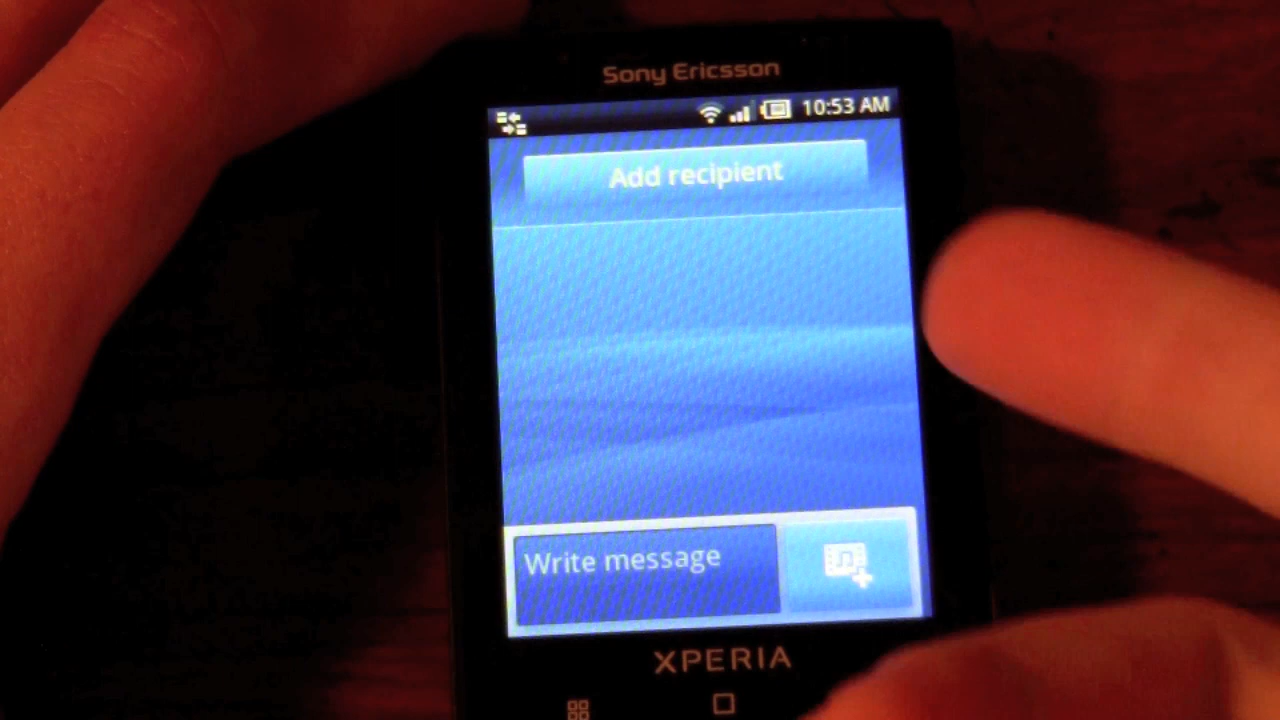 Sony Ericsson
10:53 AM
Add recipient
Write message
XPERIA